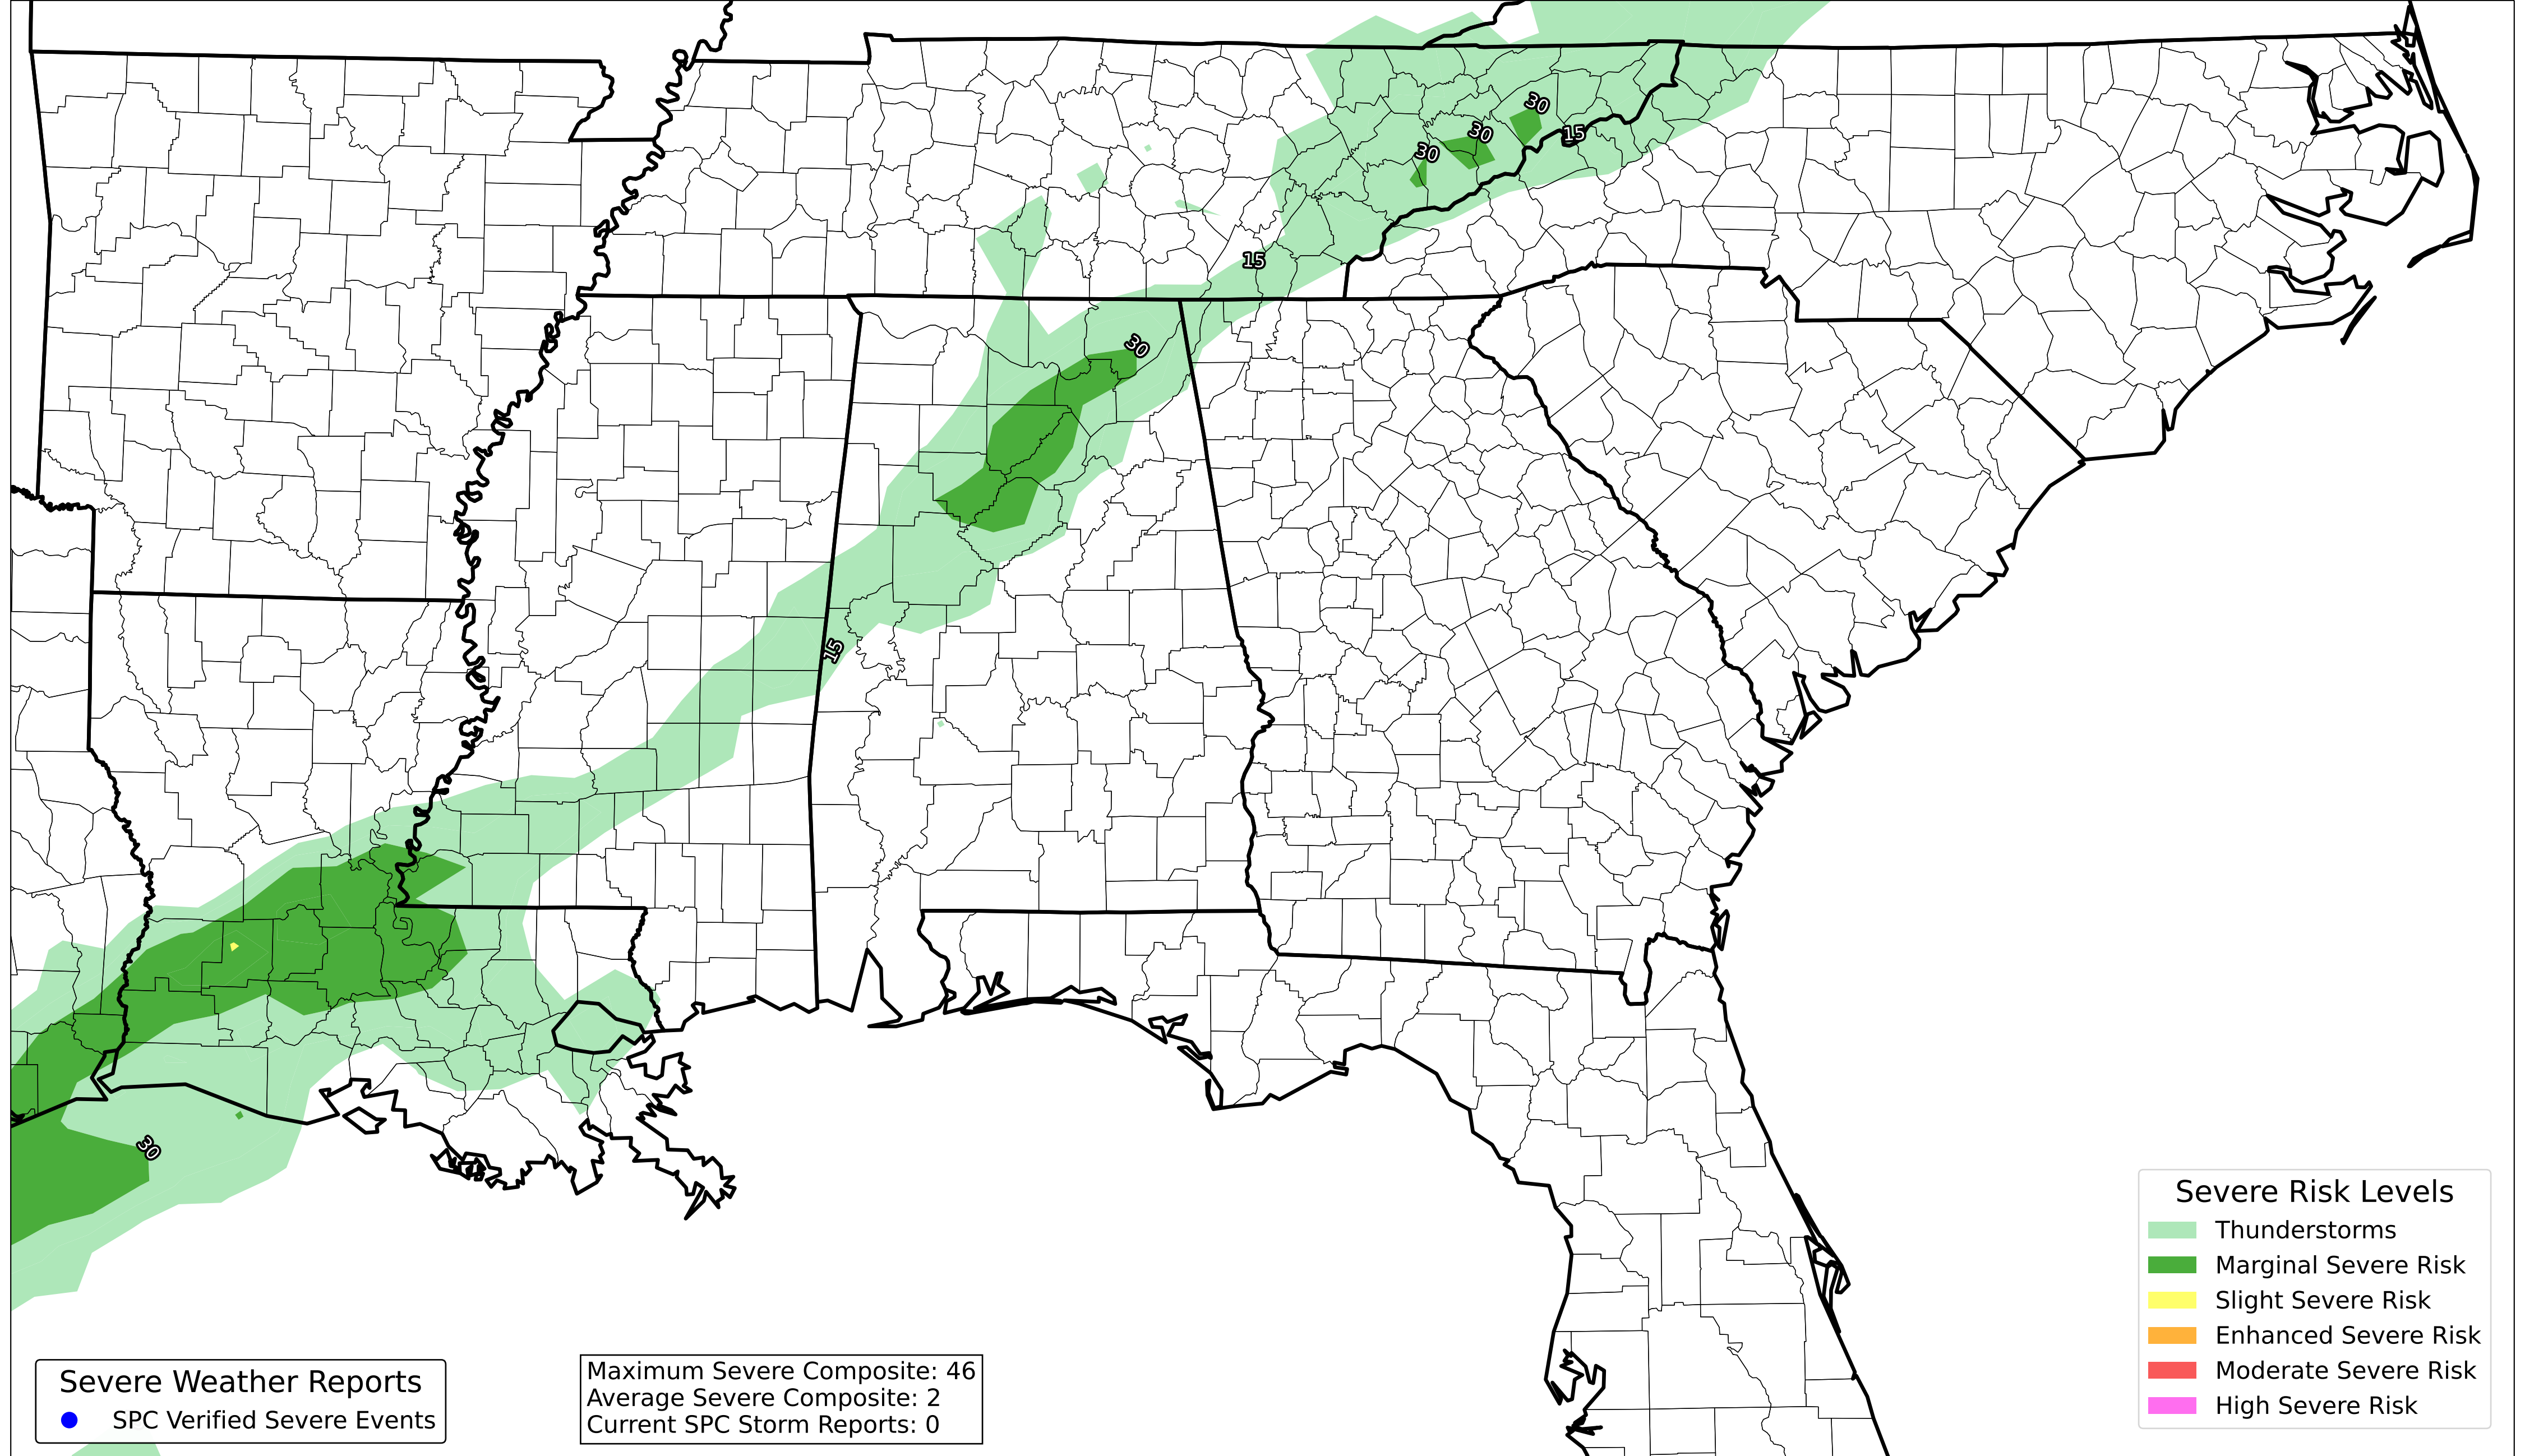 30
30
30
15
15
30
15
30
Severe Risk Levels
Thunderstorms
Marginal Severe Risk
Slight Severe Risk
Enhanced Severe Risk
Moderate Severe Risk
High Severe Risk
Severe Weather Reports
SPC Verified Severe Events
Maximum Severe Composite: 46
Average Severe Composite: 2
Current SPC Storm Reports: 0